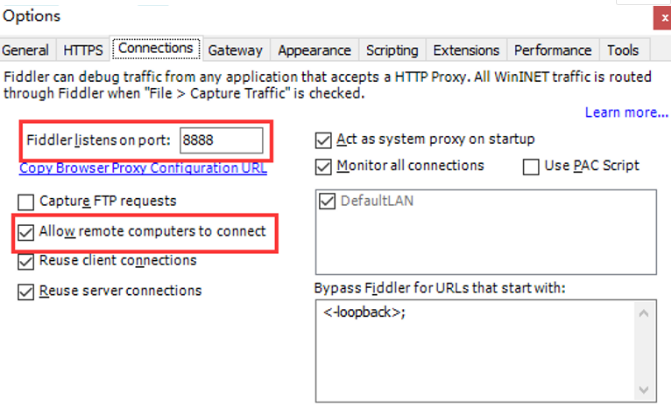 Options
x
General HTTPS Connections Gateway Appearance Scripting Extensions Performance Tools
Fiddler can debug traffic from any application that accepts a HTTP Proxy. All WinINET traffic is routed
through Fiddler when "File > Capture Traffic" is checked.
Learn more...
Fiddler listens on port: 8888
Copy Browser Proxy Configuration URL
Capture FTP requests
Allow remote computers to connect
Reuse client connections
Reuse server connections
Act as system proxy on startup
Monitor all connections Use PAC Script
DefaultLAN
Bypass Fiddler for URLs that start with:
<-loopback>;